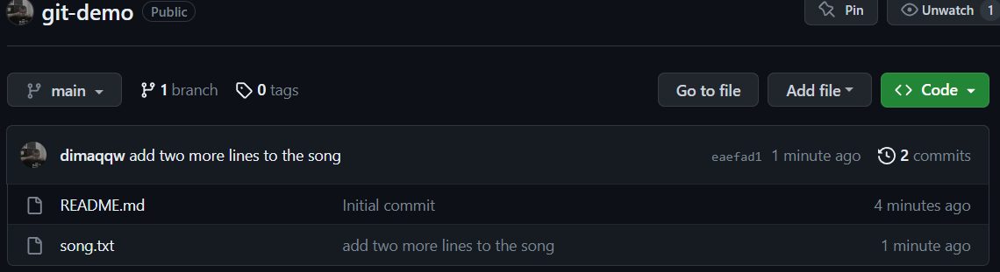 git-demo Public Pin Unwatch 1
main 1 branch 0 tags Go to file Add file Code
dimaqqw add two more lines to the song eaefad1 1 minute ago 2 commits
README.md Initial commit 4 minutes ago
song.txt add two more lines to the song 1 minute ago